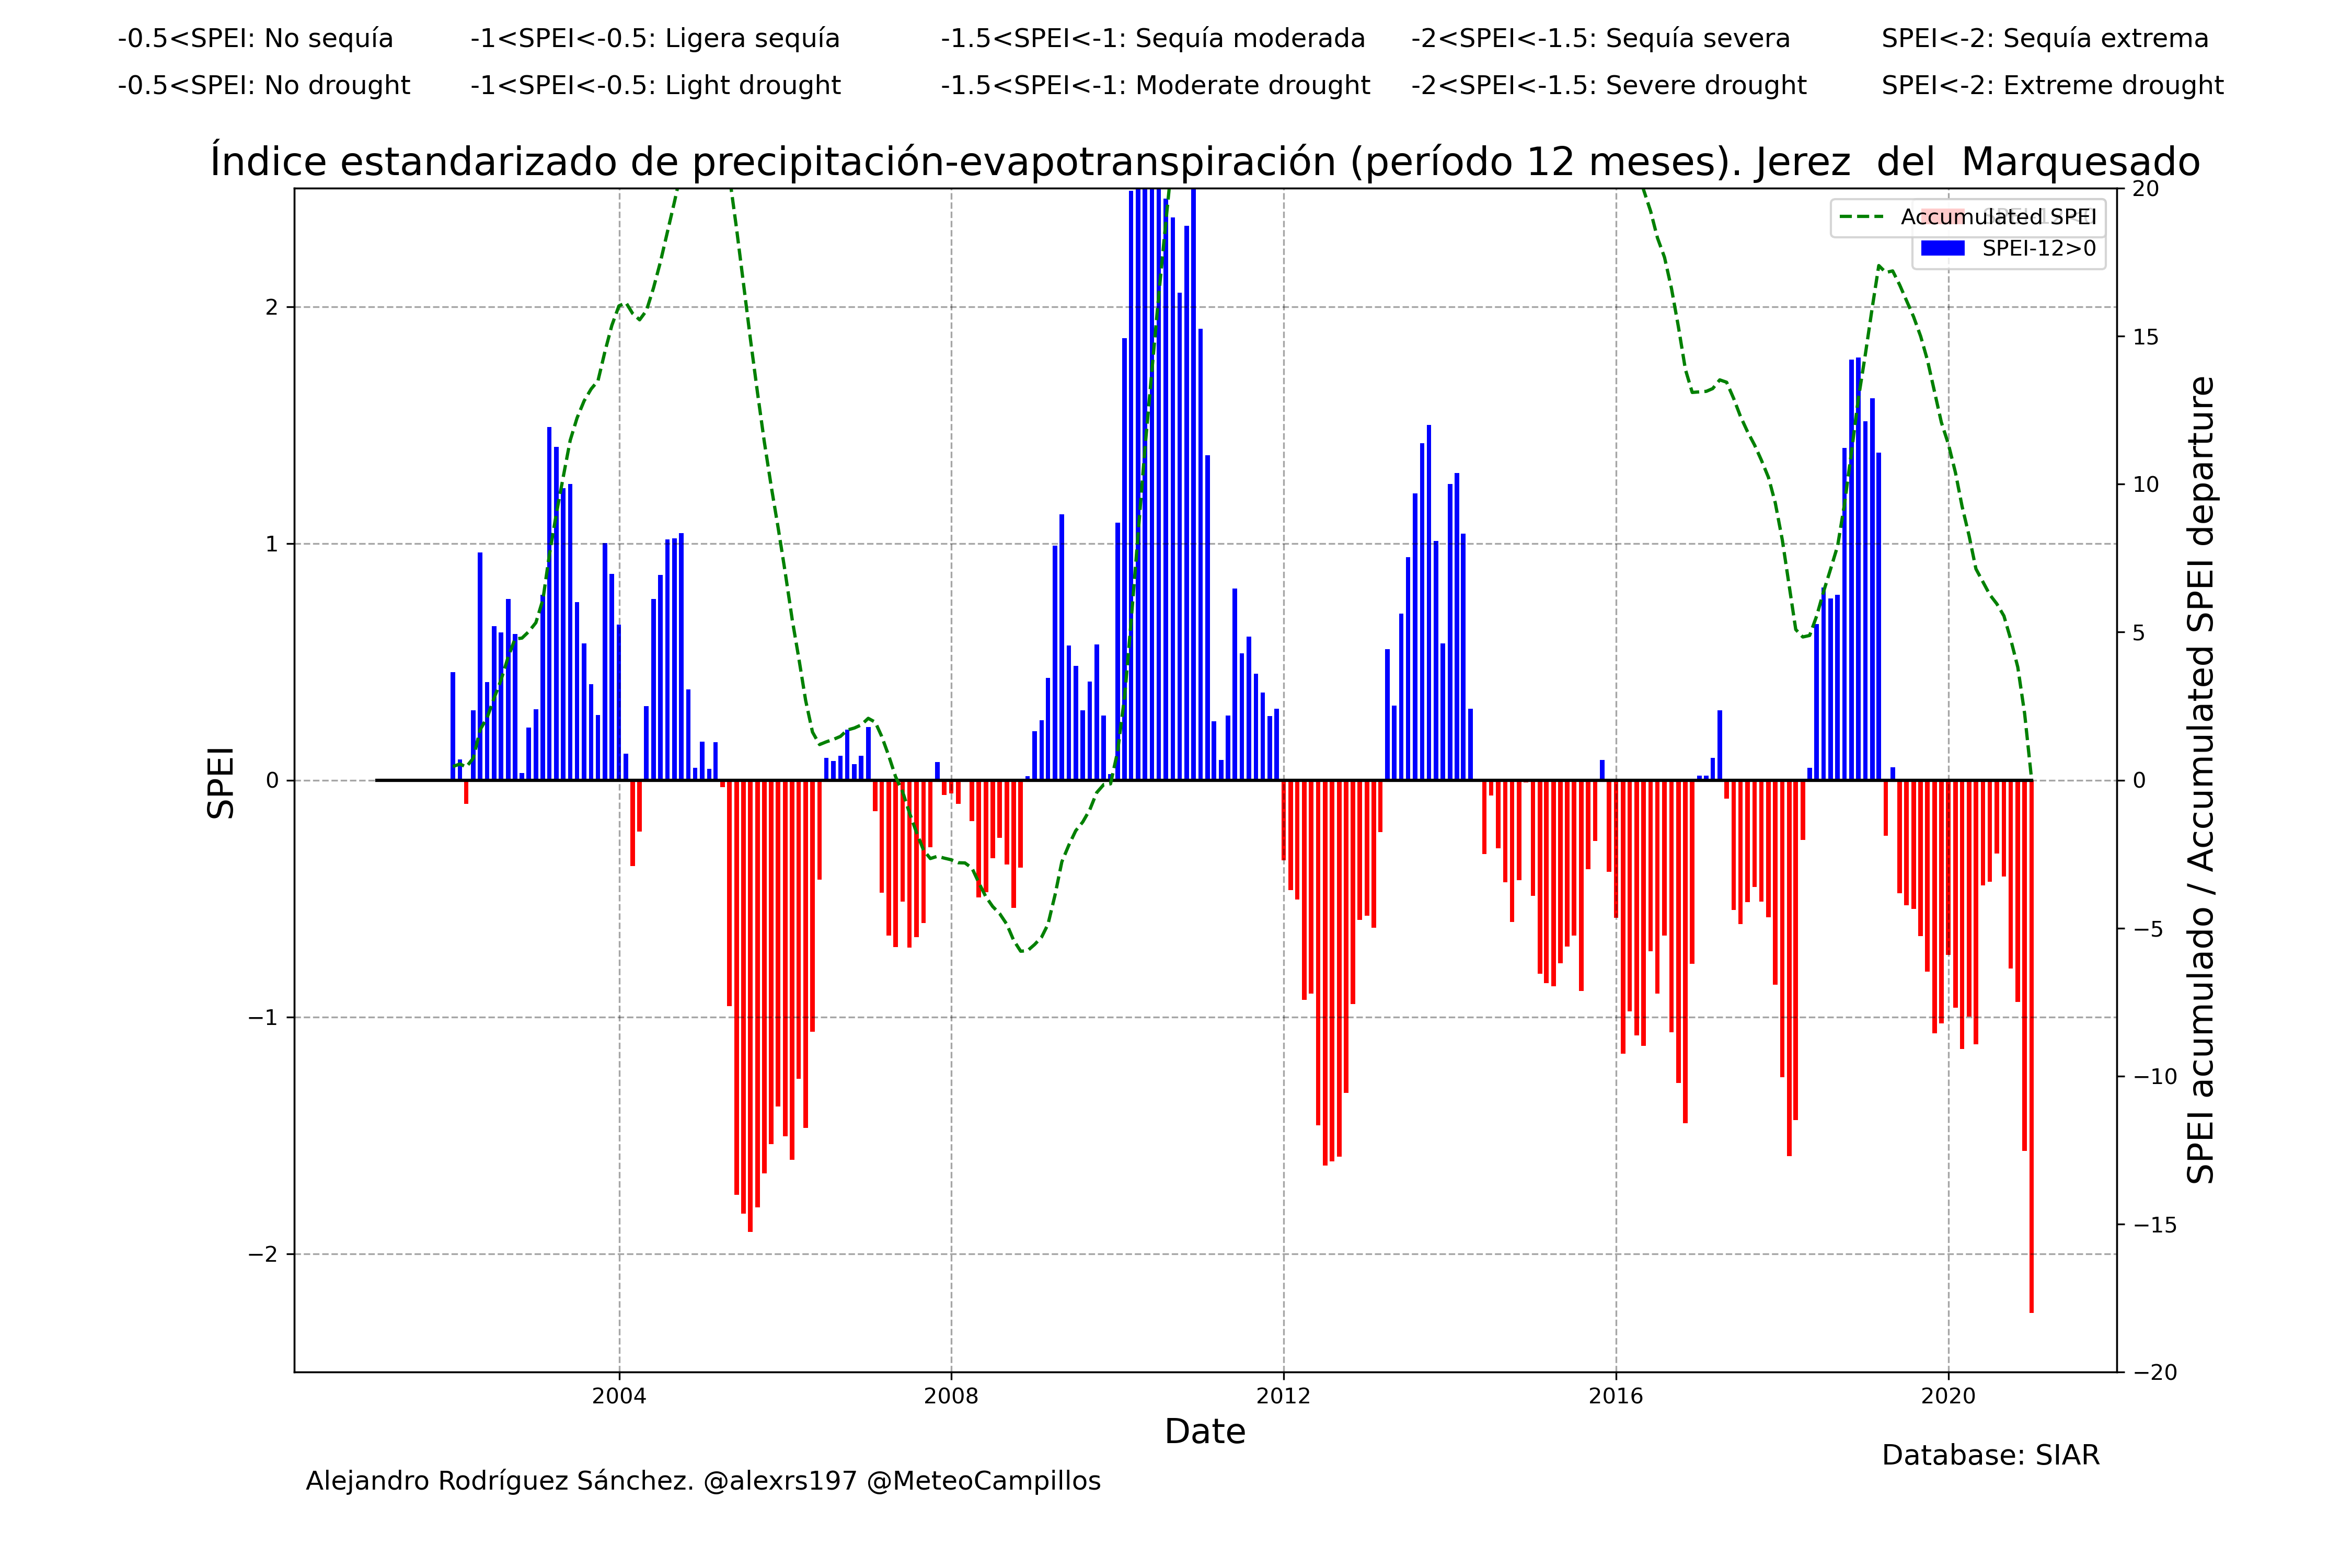 -0.5<SPEI: No sequía -1<SPEI<-0.5: Ligera sequía -1.5<SPEI<-1: Sequía moderada -2<SPEI<-1.5: Sequía severa SPEI<-2: Sequía extrema
-0.5<SPEI: No drought -1<SPEI<-0.5: Light drought -1.5<SPEI<-1: Moderate drought -2<SPEI<-1.5: Severe drought SPEI<-2: Extreme drought
Índice estandarizado de precipitación-evapotranspiración (período 12 meses). Jerez del Marquesado
Accumulated SPEI
SPEI-12>0
2
1
0
−1
−2
SPEI
20
15
10
5
0
−5
−10
−15
−20
SPEI acumulado / Accumulated SPEI departure
2004 2008 2012 2016 2020
Date
Database: SIAR
Alejandro Rodríguez Sánchez. @alexrs197 @MeteoCampillos